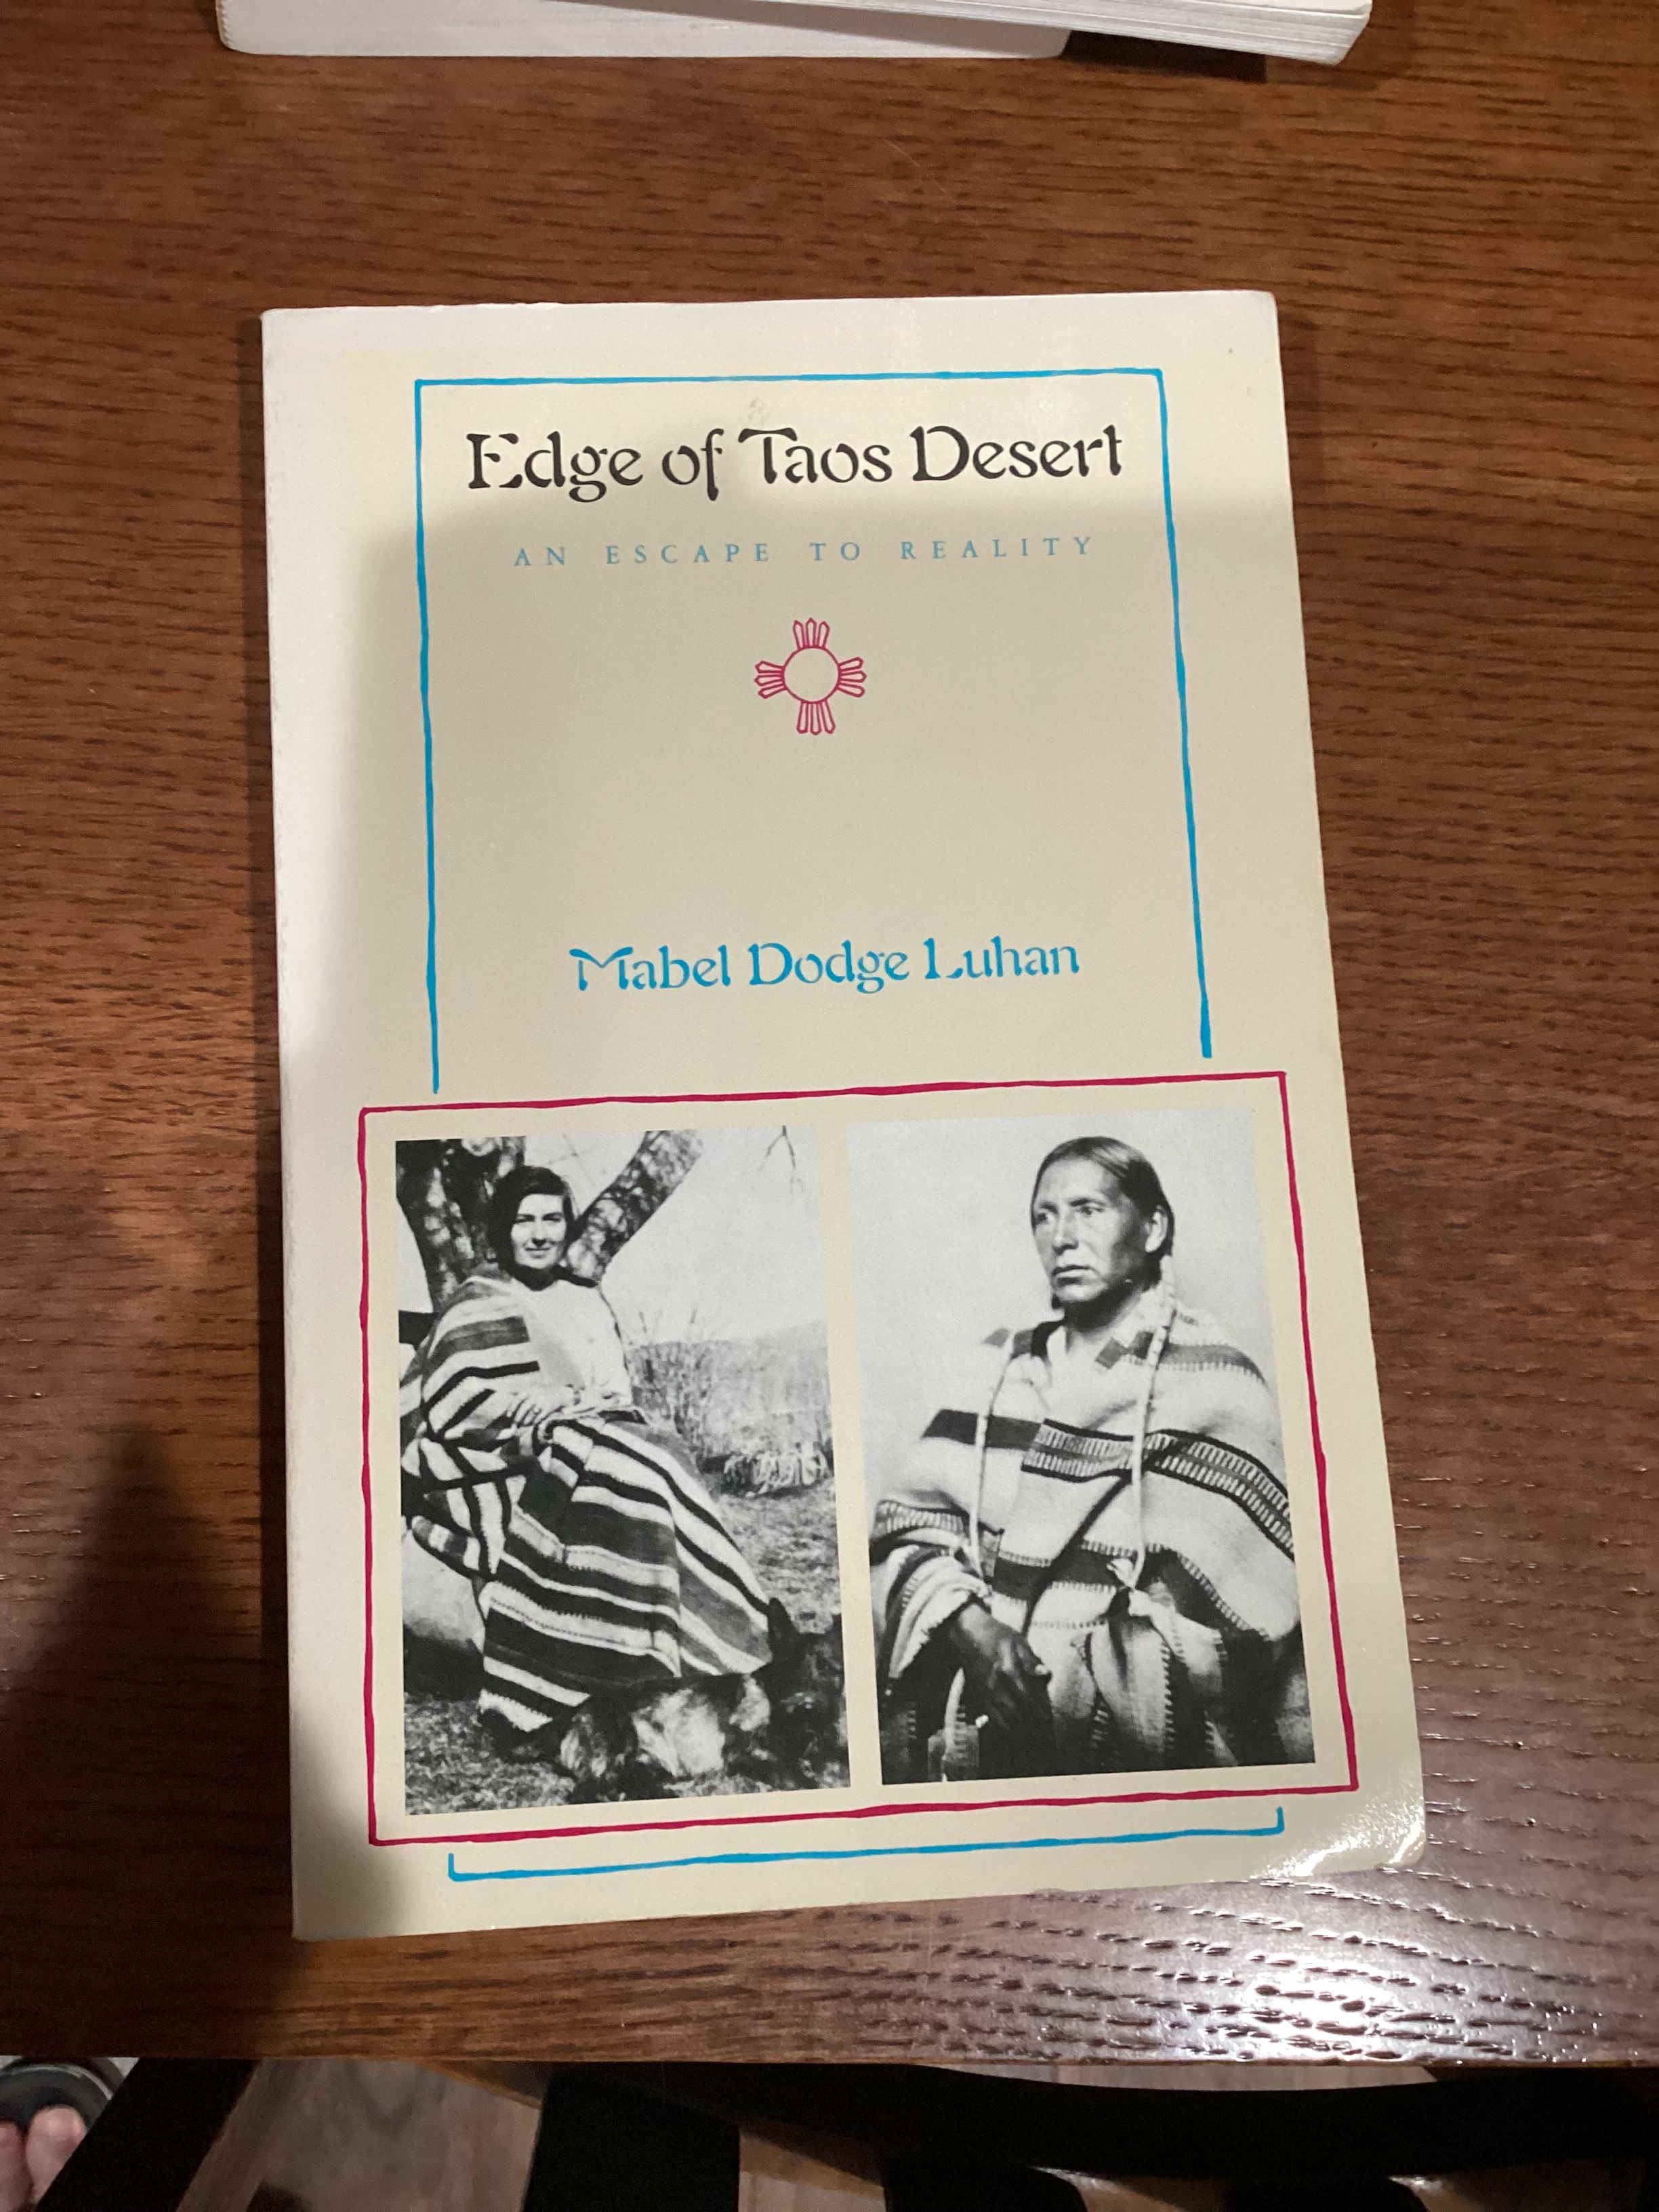 Edge of Taos Desert
AN ESCAPE TO REALITY
Mabel Dodge Luhan